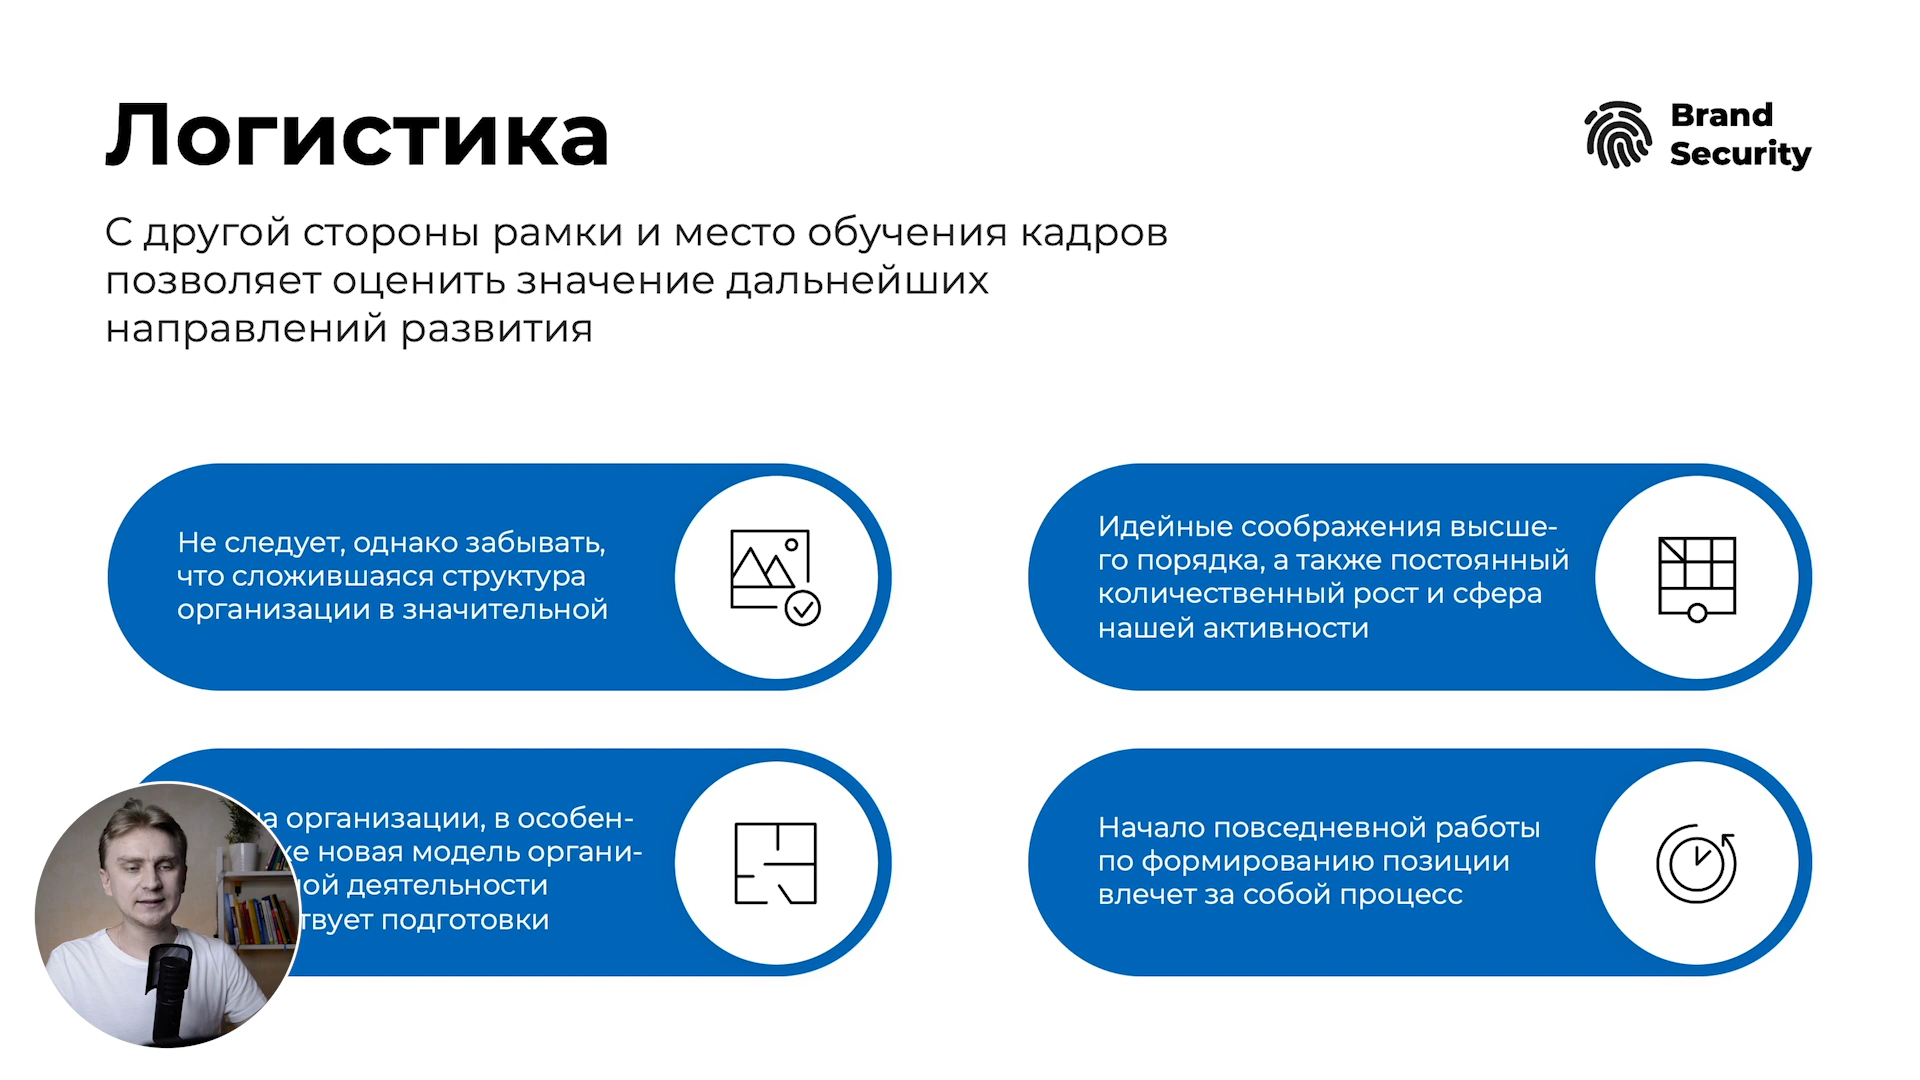 Логистика
Brand
Security
С другой стороны рамки и место обучения кадров
позволяет оценить значение дальнейших
направлений развития
Не следует, однако забывать,
что сложившаяся структура
организации в значительной
Идейные соображения высше-
го порядка, а также постоянный
количественный рост и сфера
нашей активности
организации, в особен-
новая модель органи-
деятельности
подготовки
Начало повседневной работы
по формированию позиции
влечет за собой процесс